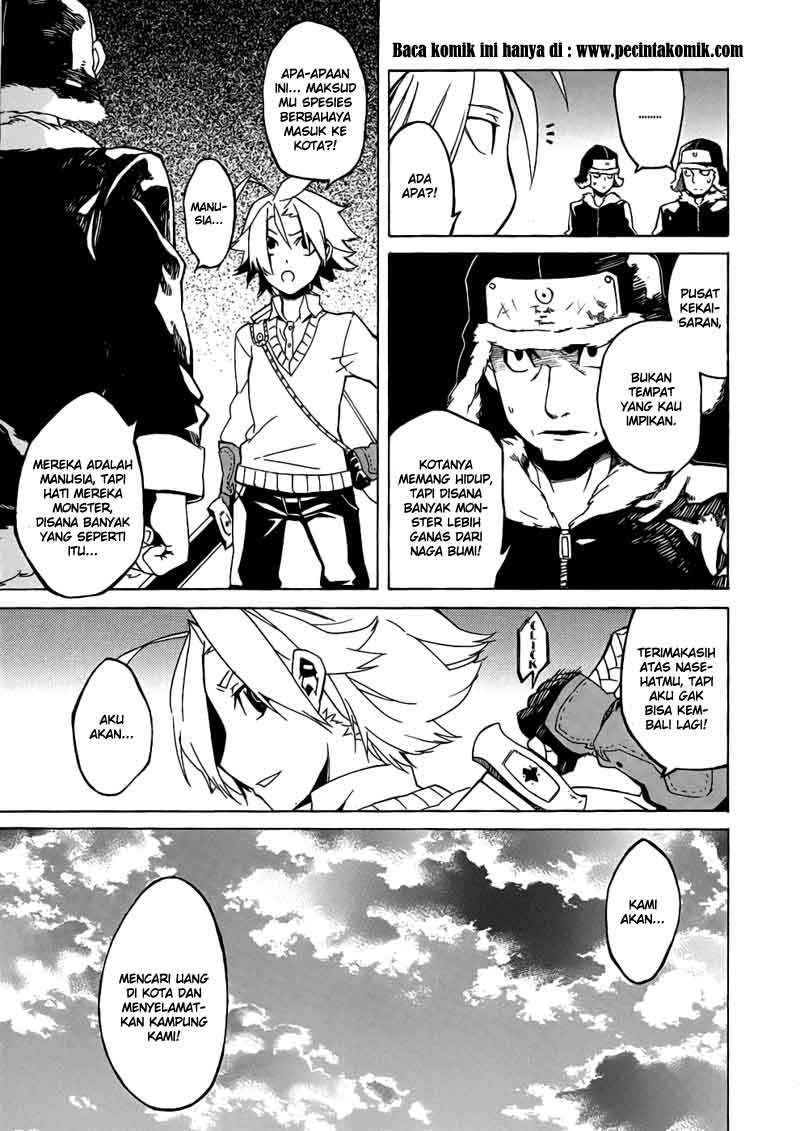 Baca komik ini hanya di : www.pecintakomik.com
.........
ADA
APA?!
PUSAT
KEKAI-
SARAN,
BUKAN
TEMPAT
YANG KAU
IMPIKAN.
KOTANYA
MEMANG HIDUP,
TAPI DISANA
BANYAK MON-
STER LEBIH
GANAS DARI
NAGA BUMI!
APA-APAAN
INI... MAKSUD
MU SPESIES
BERBAHAYA
MASUK KE
KOTA?!
MANU-
SIA...
MEREKA ADALAH
MANUSIA, TAPI
HATI MEREKA
MONSTER,
DISANA BANYAK
YANG SEPERTI
ITU...
TERIMAKASIH
ATAS NASE-
HATMU, TAPI
AKU GAK
BISA KEM-
BALI LAGI!
CLICK
AKU
AKAN...
KAMI
AKAN...
MENCARI UANG
DI KOTA DAN
MENYELAMAT-
KAN KAMPUNG
KAMI!